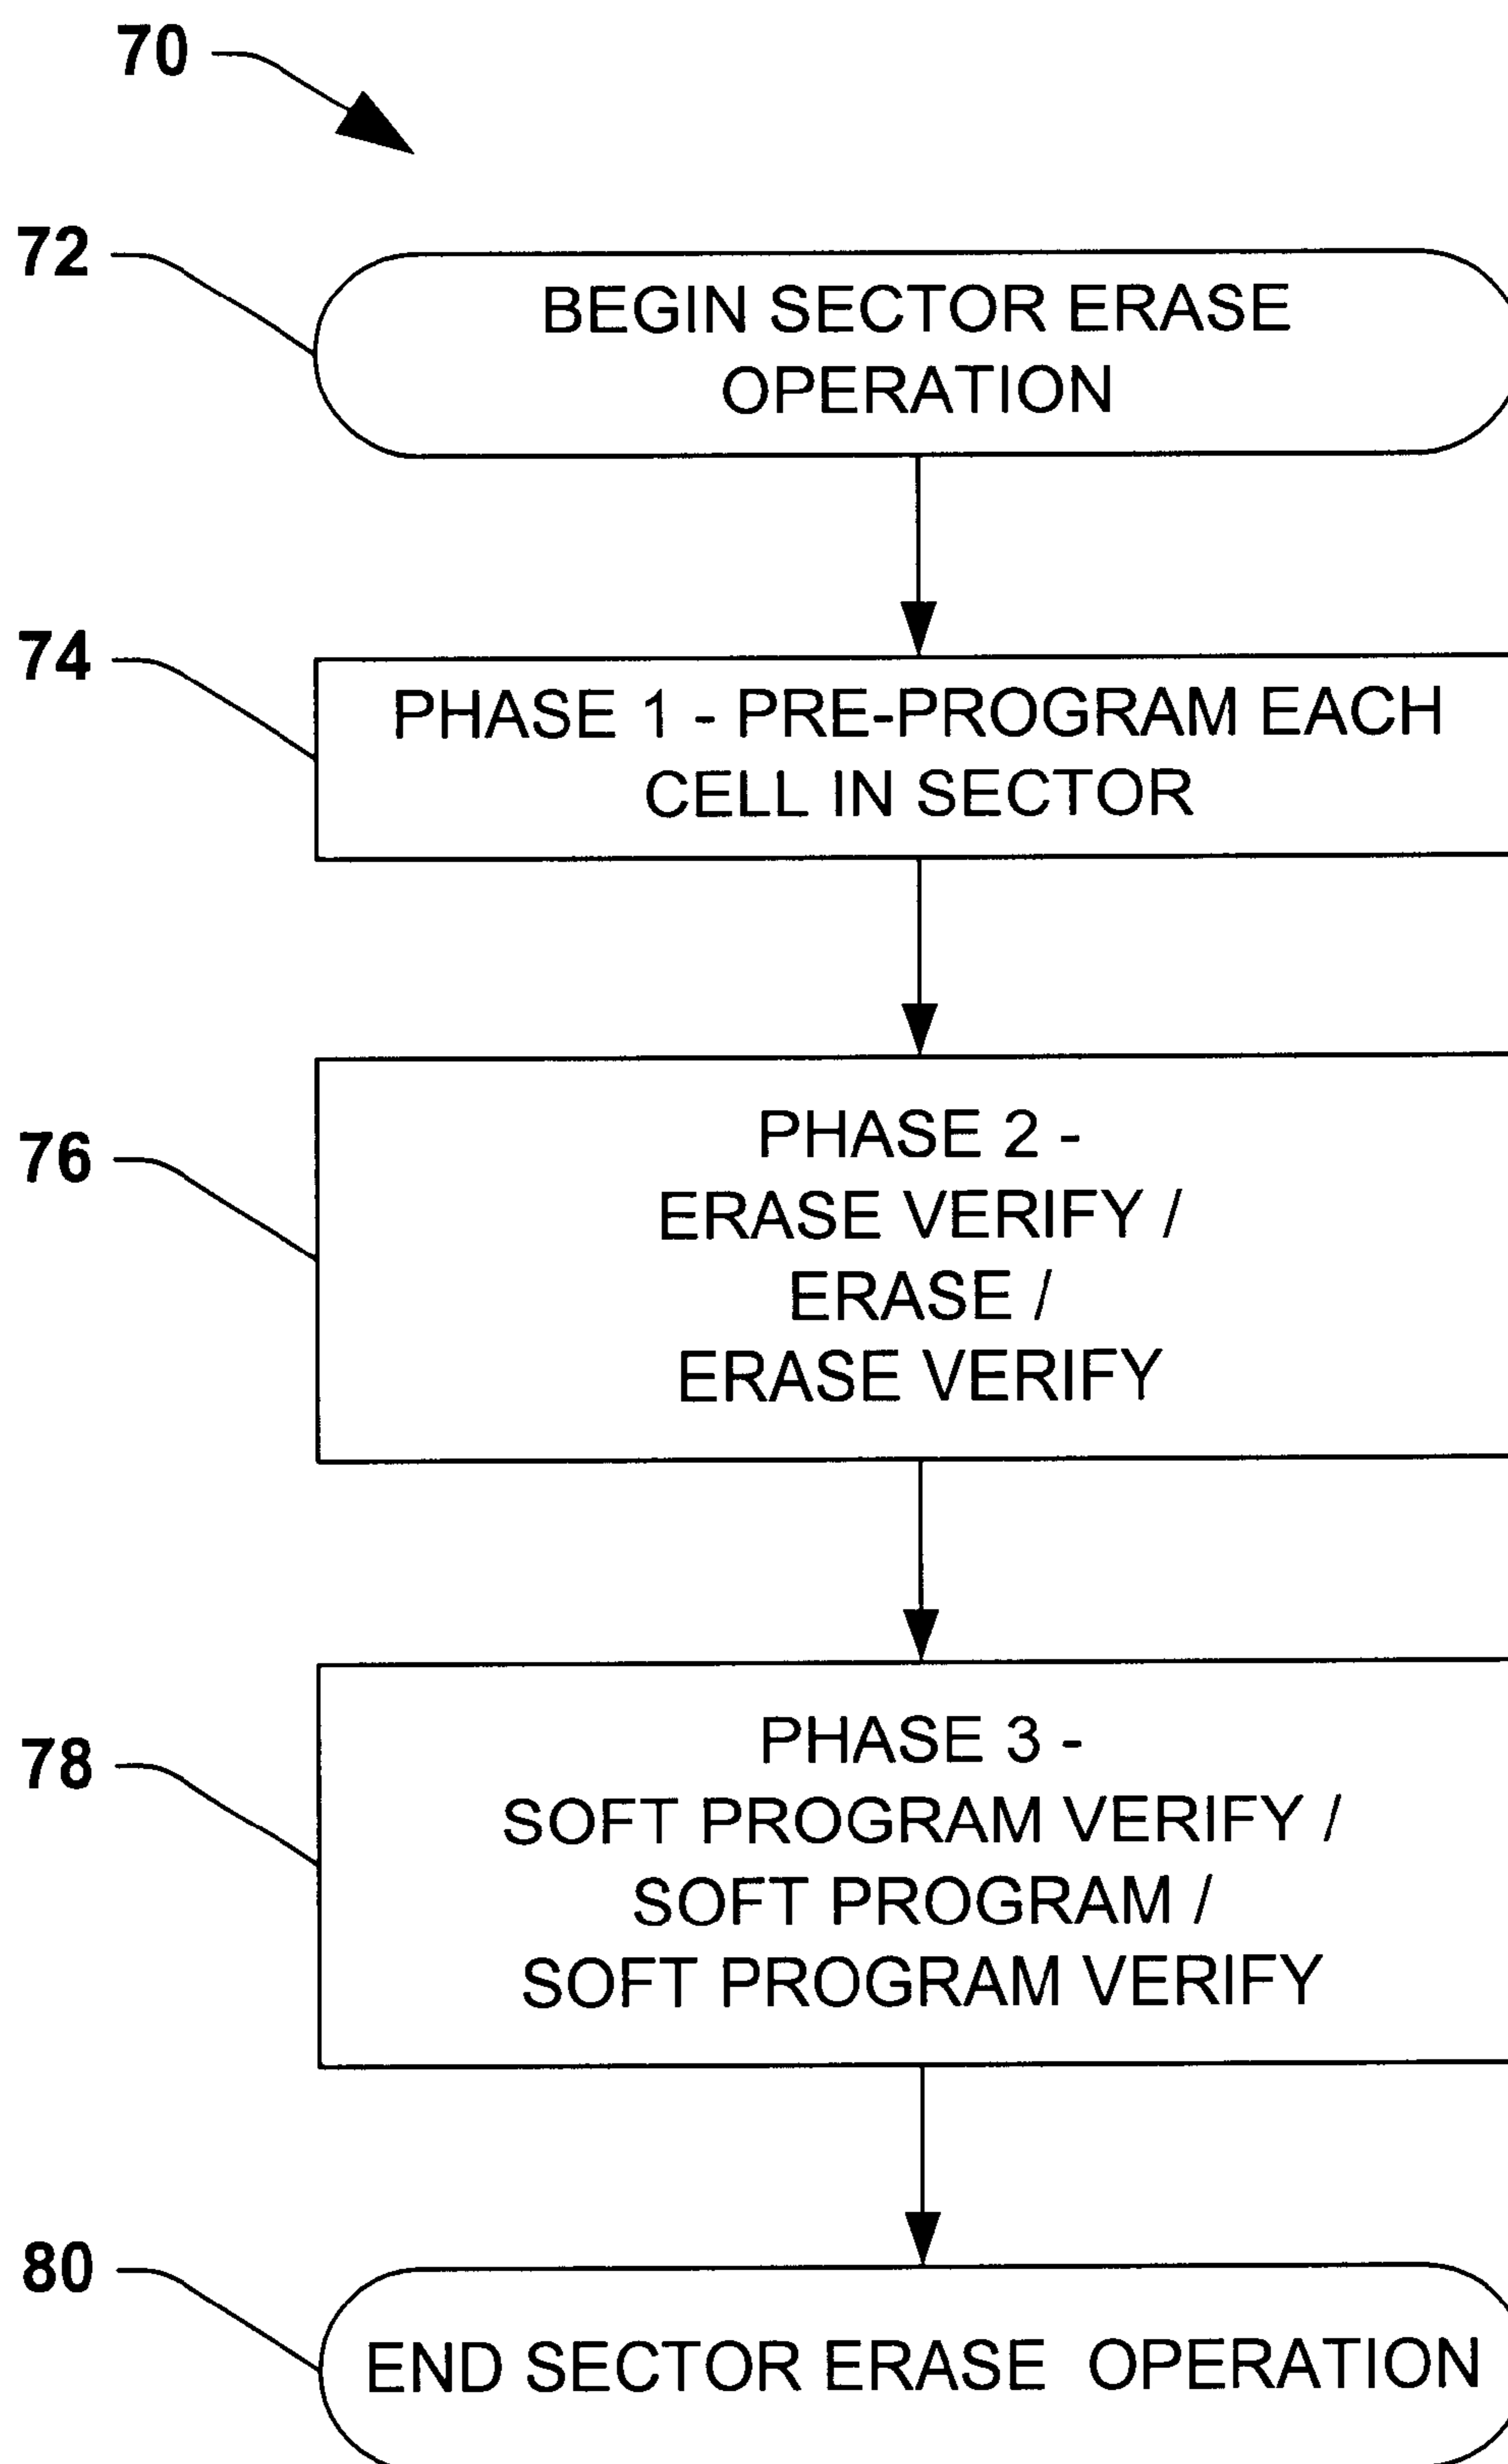 70
72
BEGIN SECTOR ERASE
OPERATION
74
PHASE 1 - PRE-PROGRAM EACH
CELL IN SECTOR
76
PHASE 2 -
ERASE VERIFY /
ERASE /
ERASE VERIFY
78
PHASE 3 -
SOFT PROGRAM VERIFY /
SOFT PROGRAM /
SOFT PROGRAM VERIFY
80
END SECTOR ERASE OPERATION